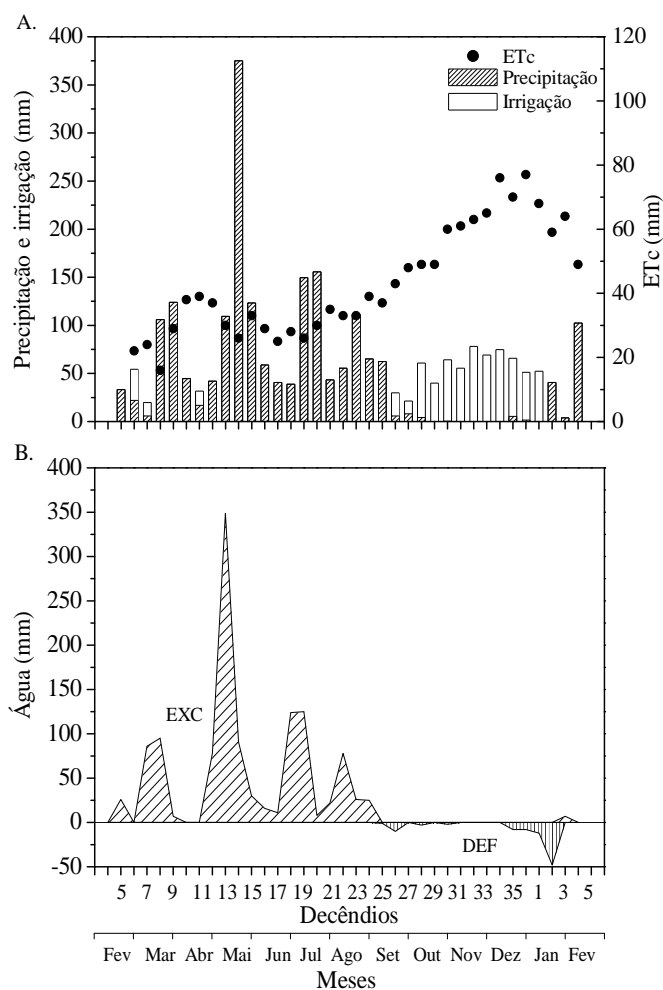 A.
400
350
300
250
200
150
100
50
0
Precipitação e irrigação (mm)
ETc
Precipitação
Irrigação
120
100
80
60
40
20
0
ETc (mm)
B.
400
350
300
250
200
150
100
50
0
-50
Água (mm)
EXC
DEF
5 7 9 11 13 15 17 19 21 23 25 27 29 31 33 35 1 3 5
Decêndios
Fev Mar Abr Mai Jun Jul Ago Set Out Nov Dez Jan Fev
Meses